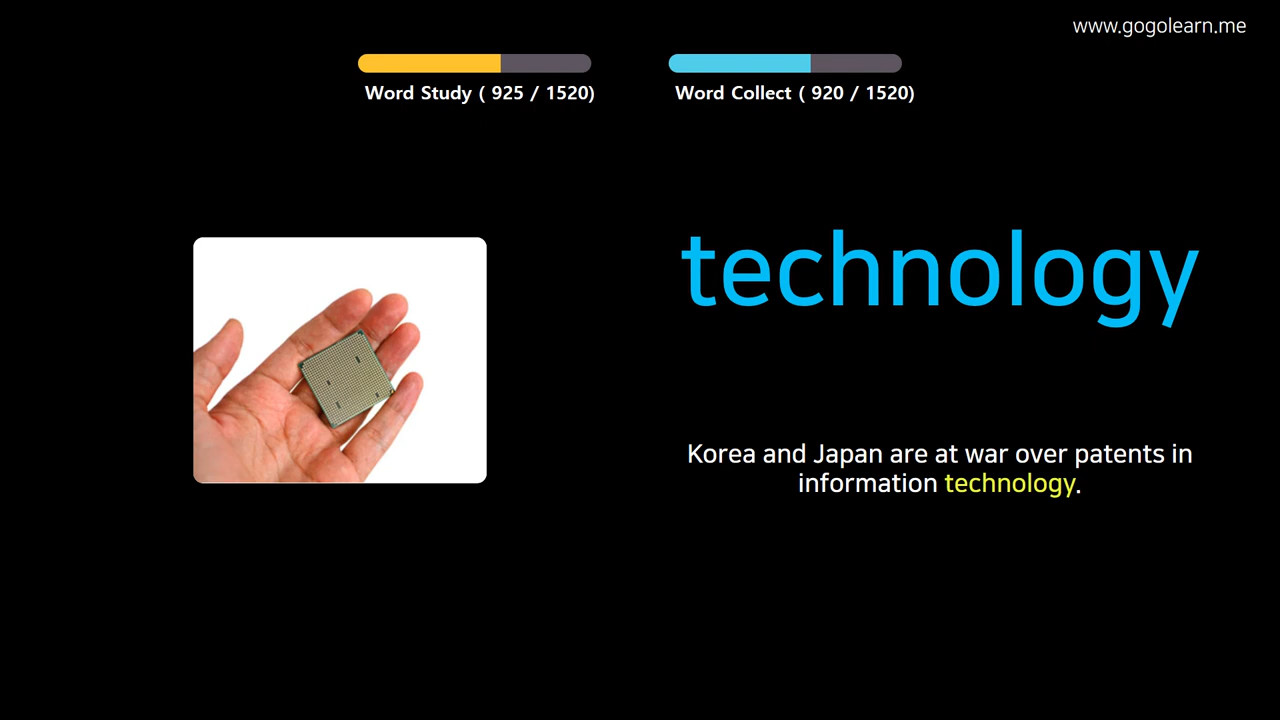 www.gogolearn.me
Word Study ( 925 / 1520)
Word Collect ( 920 / 1520)
technology
Korea and Japan are at war over patents in
information technology.